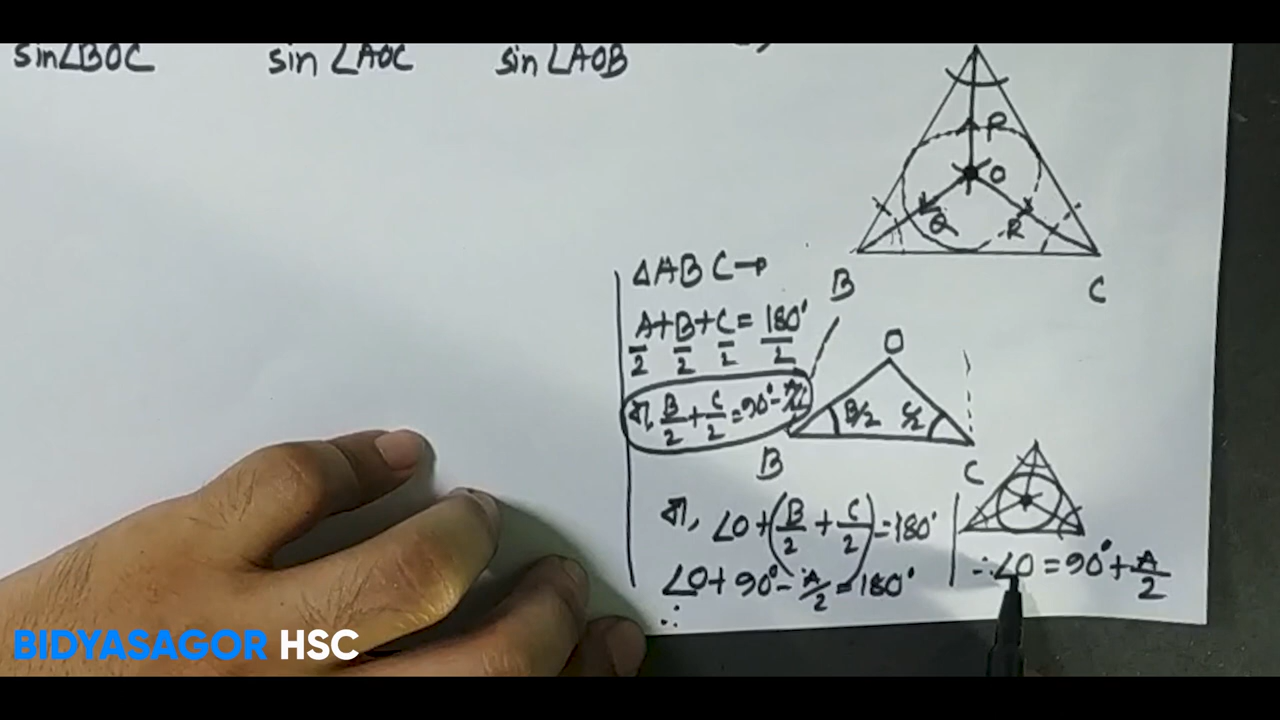 sin∠BOC sin ∠AOC sin ∠AOB
P
O
Q R
B C
△ABC→
A/2+B/2+C/2=180°/2
বা, B/2+C/2=90°-A/2
O
B/2 C/2
B C
বা, ∠O+(B/2+C/2)=180°
∠O+90°-A/2=180°
∴
∴∠O=90°+A/2
BIDYASAGOR HSC